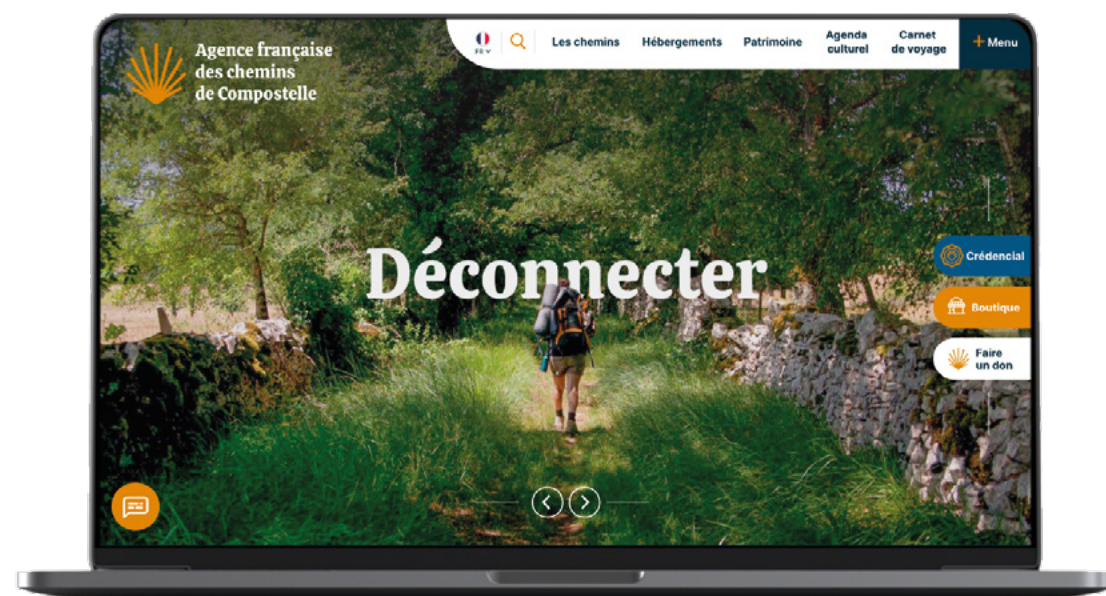 Agence française
des chemins
de Compostelle
FR
Les chemins
Hébergements
Patrimoine
Agenda
culturel
Carnet
de voyage
+ Menu
Déconnecter
Crédencial
Boutique
Faire
un don